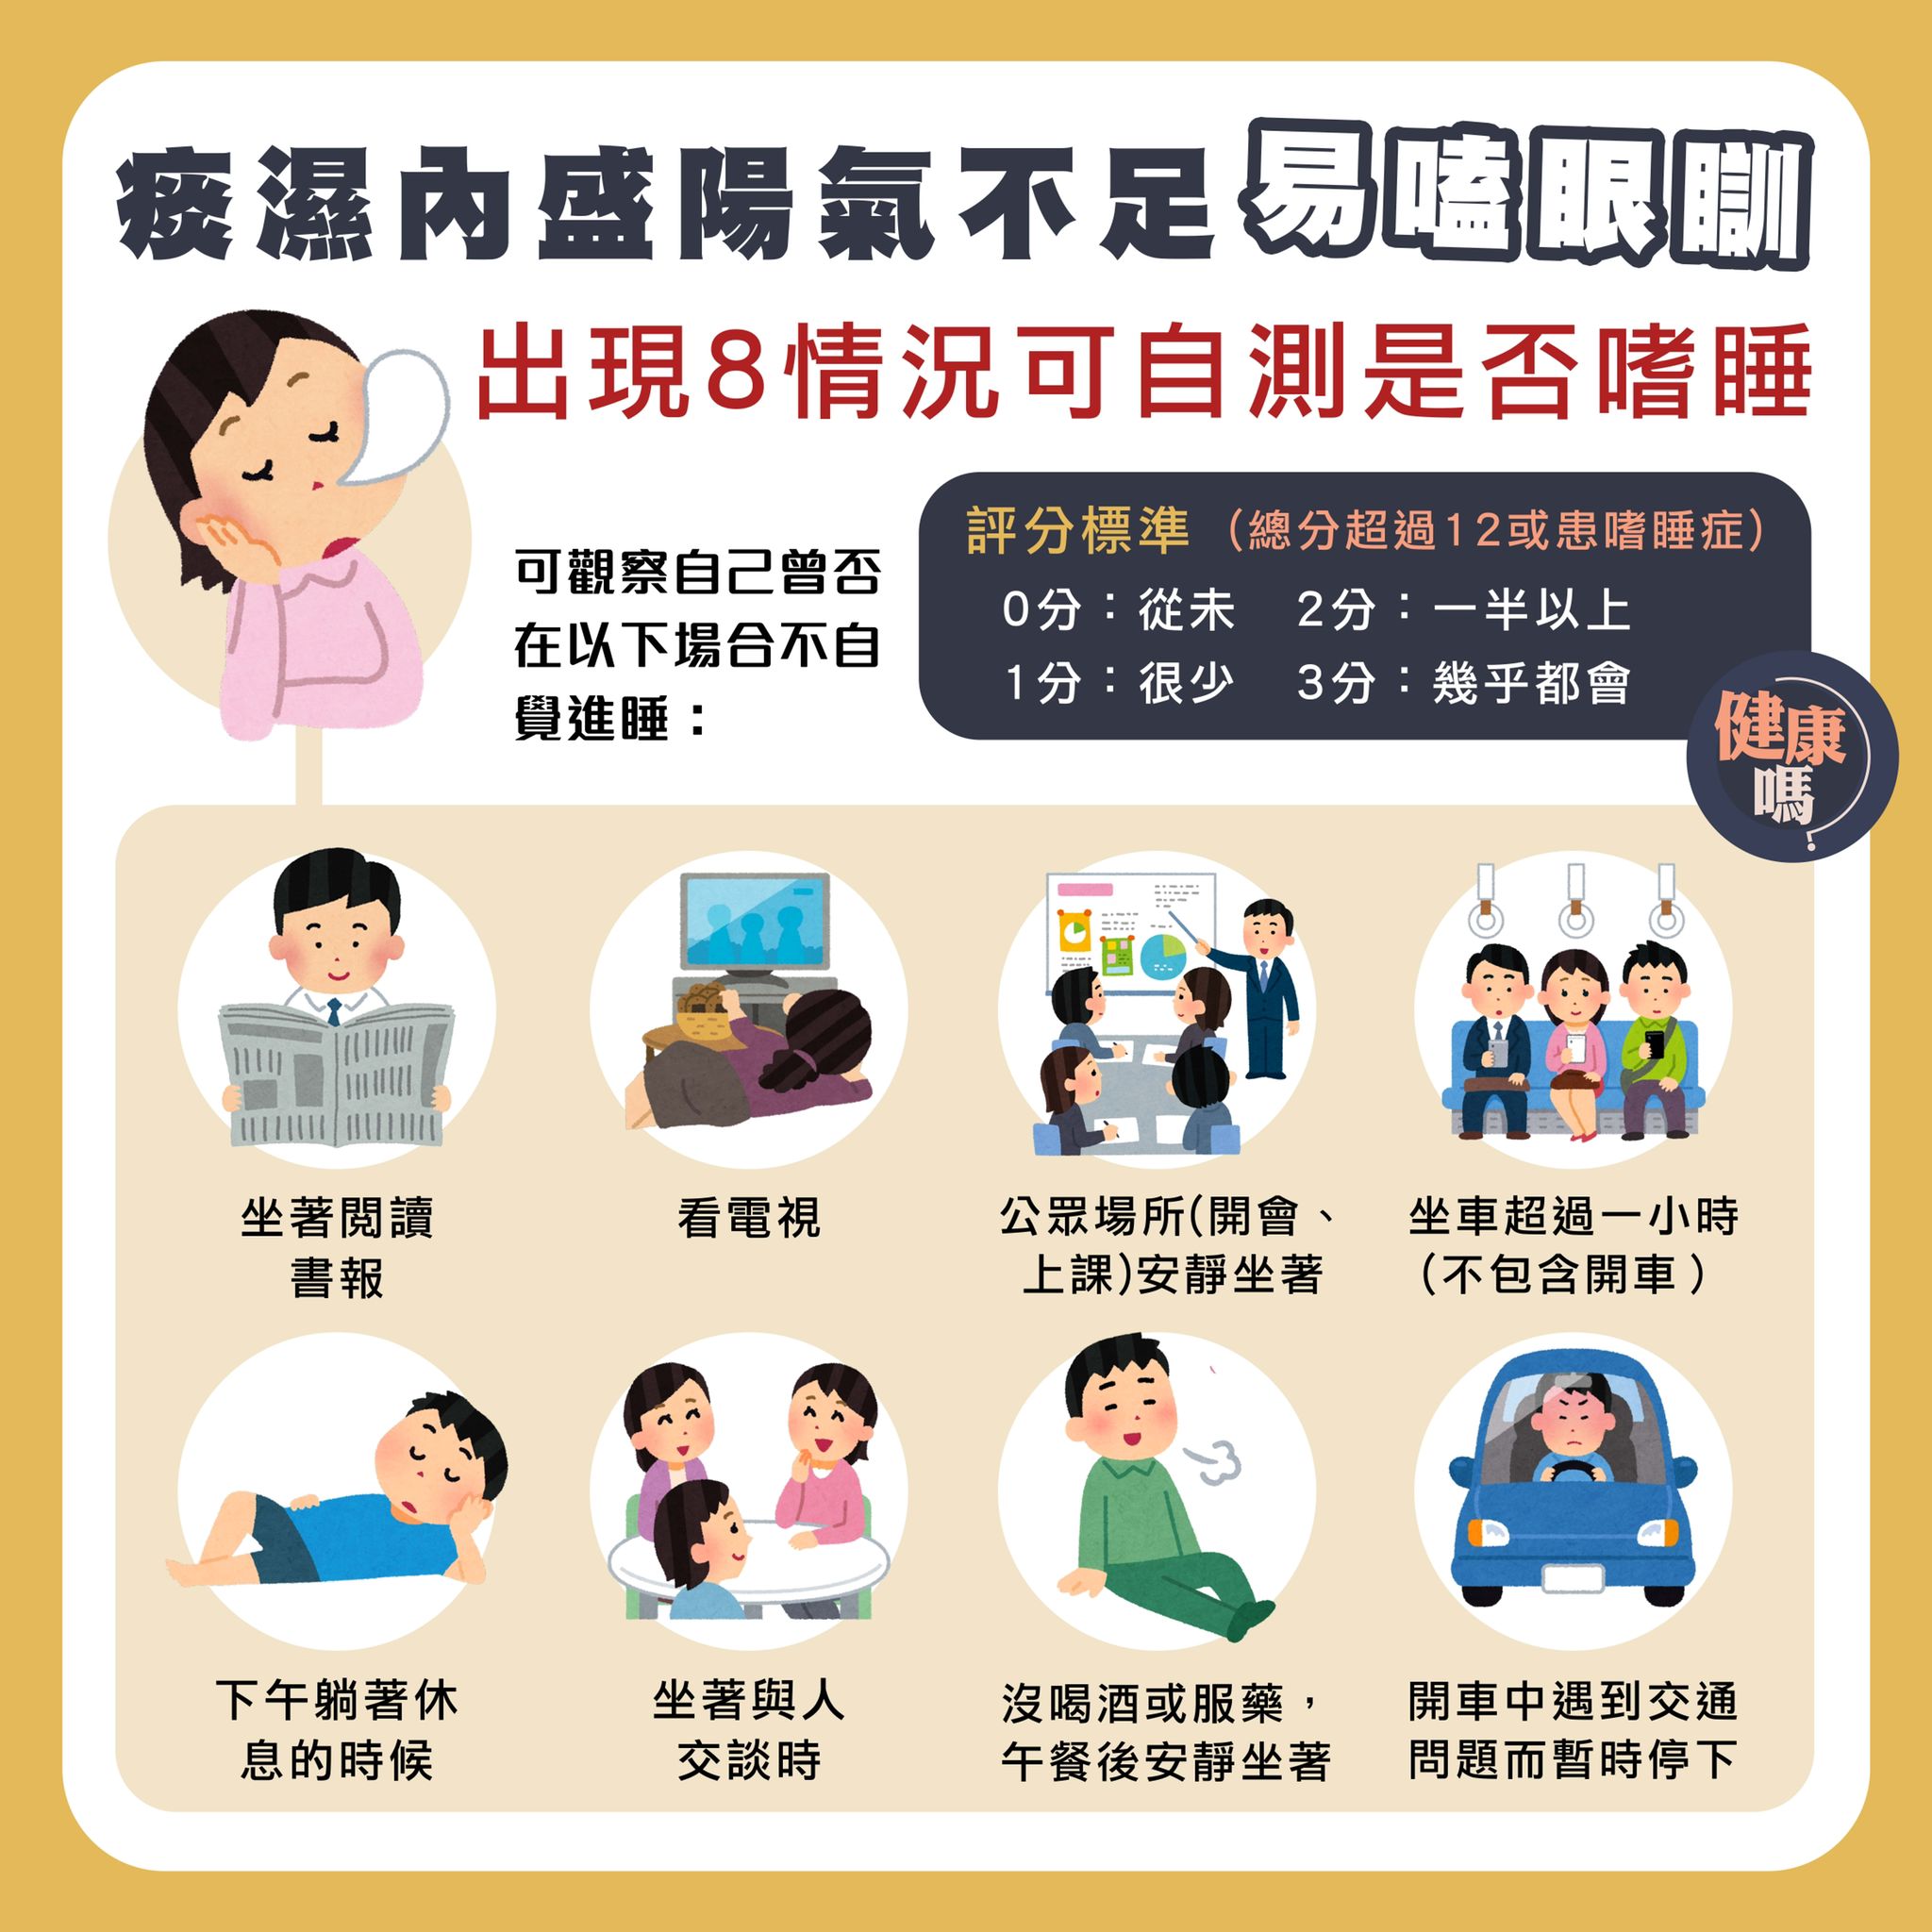 痰濕內盛陽氣不足易嗑眼瞓
出現8情況可自測是否嗜睡
可觀察自己曾否
在以下場合不自
覺進睡：
評分標準（總分超過12或患嗜睡症）
0分：從未 2分：一半以上
1分：很少 3分：幾乎都會
健康
嗎?
坐著閱讀
書報
看電視
公眾場所(開會、
上課)安靜坐著
坐車超過一小時
（不包含開車）
下午躺著休
息的時候
坐著與人
交談時
沒喝酒或服藥，
午餐後安靜坐著
開車中遇到交通
問題而暫時停下